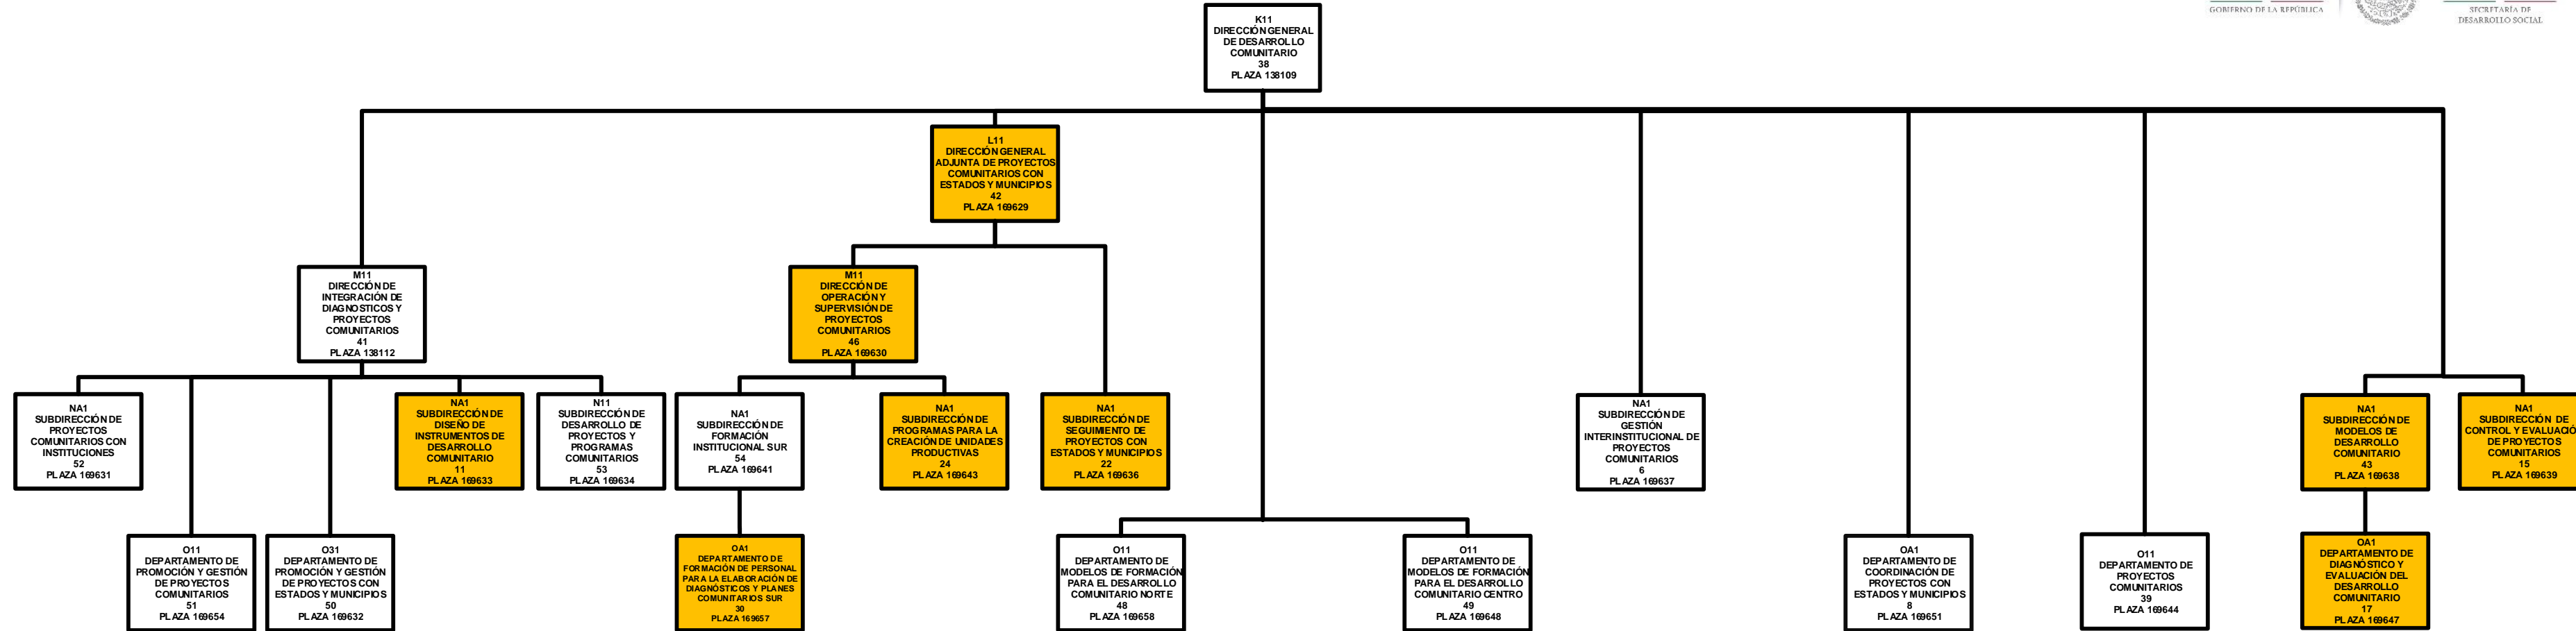 GOBIERNO DE LA REPÚBLICA
SECRETARÍA DE
DESARROLLO SOCIAL
K11
DIRECCIÓN GENERAL
DE DESARROLLO
COMUNITARIO
38
PLAZA 138109
L11
DIRECCIÓN GENERAL
ADJUNTA DE PROYECTOS
COMUNITARIOS CON
ESTADOS Y MUNICIPIOS
42
PLAZA 169629
M11
DIRECCIÓN DE
INTEGRACIÓN DE
DIAGNOSTICOS Y
PROYECTOS
COMUNITARIOS
41
PLAZA 138112
M11
DIRECCIÓN DE
OPERACIÓN Y
SUPERVISIÓN DE
PROYECTOS
COMUNITARIOS
46
PLAZA 169630
NA1
SUBDIRECCIÓN DE
PROYECTOS
COMUNITARIOS CON
INSTITUCIONES
52
PLAZA 169631
NA1
SUBDIRECCIÓN DE
DISEÑO DE
INSTRUMENTOS DE
DESARROLLO
COMUNITARIO
11
PLAZA 169633
N11
SUBDIRECCIÓN DE
DESARROLLO DE
PROYECTOS Y
PROGRAMAS
COMUNITARIOS
53
PLAZA 169634
NA1
SUBDIRECCIÓN DE
FORMACIÓN
INSTITUCIONAL SUR
54
PLAZA 169641
NA1
SUBDIRECCIÓN DE
PROGRAMAS PARA LA
CREACIÓN DE UNIDADES
PRODUCTIVAS
24
PLAZA 169643
NA1
SUBDIRECCIÓN DE
SEGUIMIENTO DE
PROYECTOS CON
ESTADOS Y MUNICIPIOS
22
PLAZA 169636
NA1
SUBDIRECCIÓN DE
GESTIÓN
INTERINSTITUCIONAL DE
PROYECTOS
COMUNITARIOS
6
PLAZA 169637
NA1
SUBDIRECCIÓN DE
MODELOS DE
DESARROLLO
COMUNITARIO
43
PLAZA 169638
NA1
SUBDIRECCIÓN DE
CONTROL Y EVALUACIÓ
DE PROYECTOS
COMUNITARIOS
15
PLAZA 169639
O11
DEPARTAMENTO DE
PROMOCIÓN Y GESTIÓN
DE PROYECTOS
COMUNITARIOS
51
PLAZA 169654
O31
DEPARTAMENTO DE
PROMOCIÓN Y GESTIÓN
DE PROYECTOS CON
ESTADOS Y MUNICIPIOS
50
PLAZA 169632
OA1
DEPARTAMENTO DE
FORMACIÓN DE PERSONAL
PARA LA ELABORACIÓN DE
DIAGNÓSTICOS Y PLANES
COMUNITARIOS SUR
30
PLAZA 169657
O11
DEPARTAMENTO DE
MODELOS DE FORMACIÓN
PARA EL DESARROLLO
COMUNITARIO NORTE
48
PLAZA 169658
O11
DEPARTAMENTO DE
MODELOS DE FORMACIÓN
PARA EL DESARROLLO
COMUNITARIO CENTRO
49
PLAZA 169648
OA1
DEPARTAMENTO DE
COORDINACIÓN DE
PROYECTOS CON
ESTADOS Y MUNICIPIOS
8
PLAZA 169651
O11
DEPARTAMENTO DE
PROYECTOS
COMUNITARIOS
39
PLAZA 169644
OA1
DEPARTAMENTO DE
DIAGNÓSTICO Y
EVALUACIÓN DEL
DESARROLLO
COMUNITARIO
17
PLAZA 169647